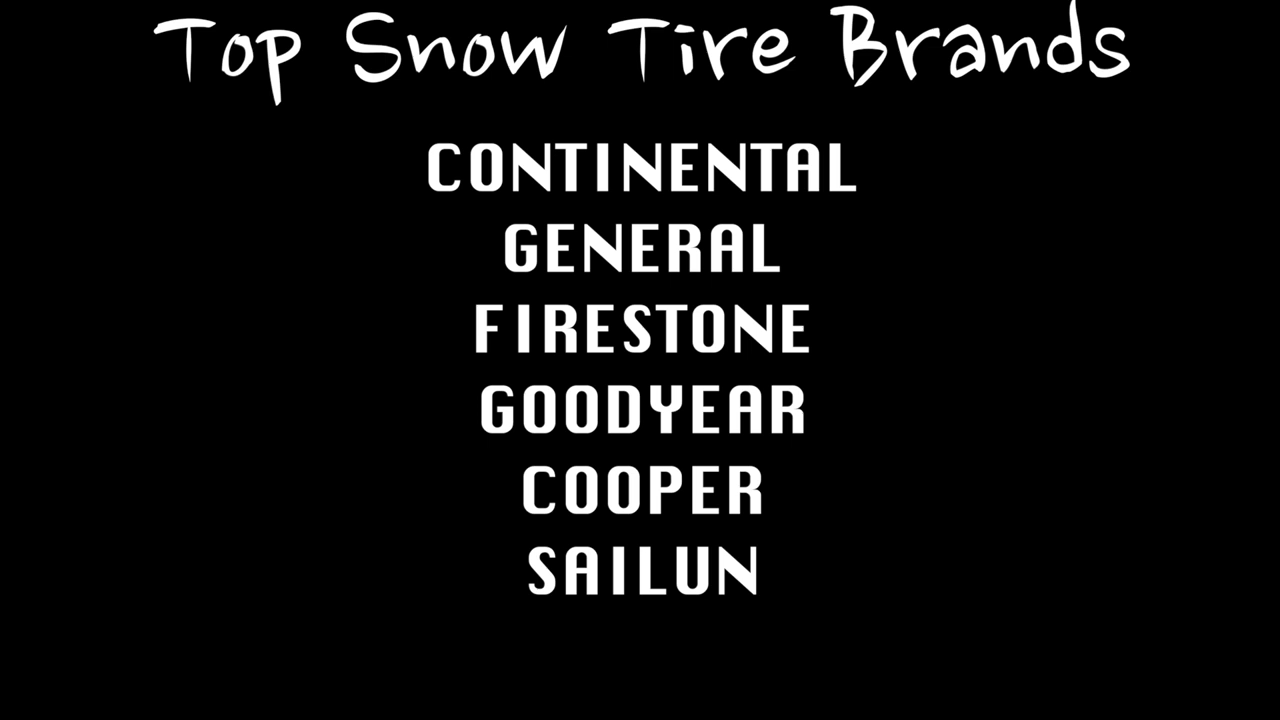 Top Snow Tire Brands
CONTINENTAL
GENERAL
FIRESTONE
GOODYEAR
COOPER
SAILUN